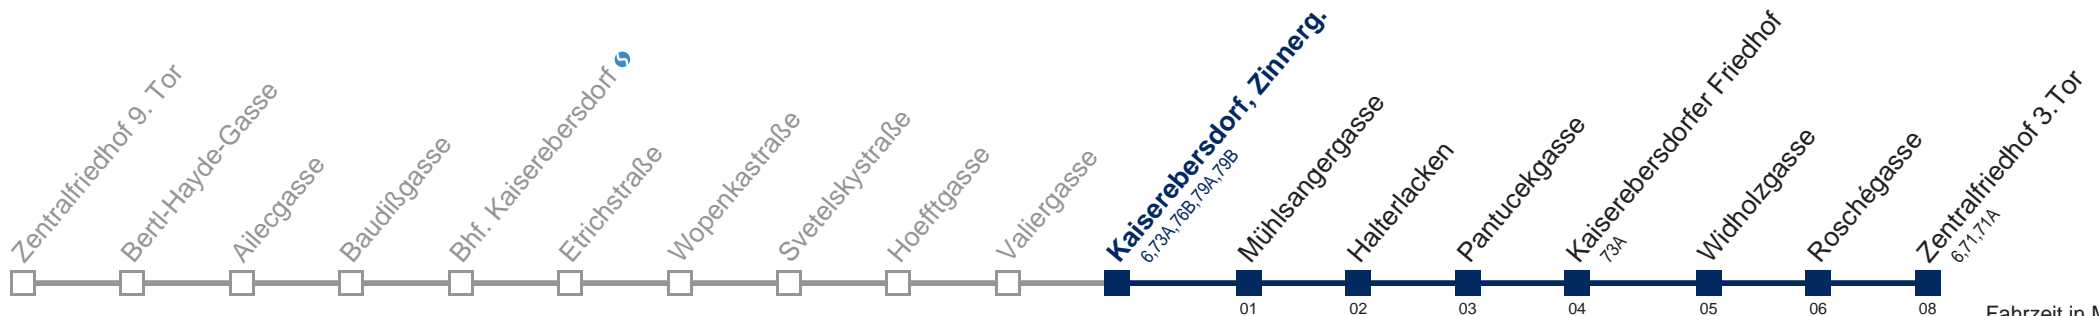 Zentralfriedhof 9. Tor
Bertl-Hayde-Gasse
Ailecgasse
Baudißgasse
Bhf. Kaiserebersdorf
Etrichstraße
Wopenkastraße
Svetelskystraße
Hoefftgasse
Valiergasse
Kaiserebersdorf, Zinnerg.
6,73A,76B,79A,79B
Mühlsangergasse
Halterlacken
Pantucekgasse
Kaiserebersdorfer Friedhof
73A
Widholzgasse
Roschégasse
Zentralfriedhof 3.Tor
6,71,71A
01 02 03 04 05 06 08
Fahrzeit in M